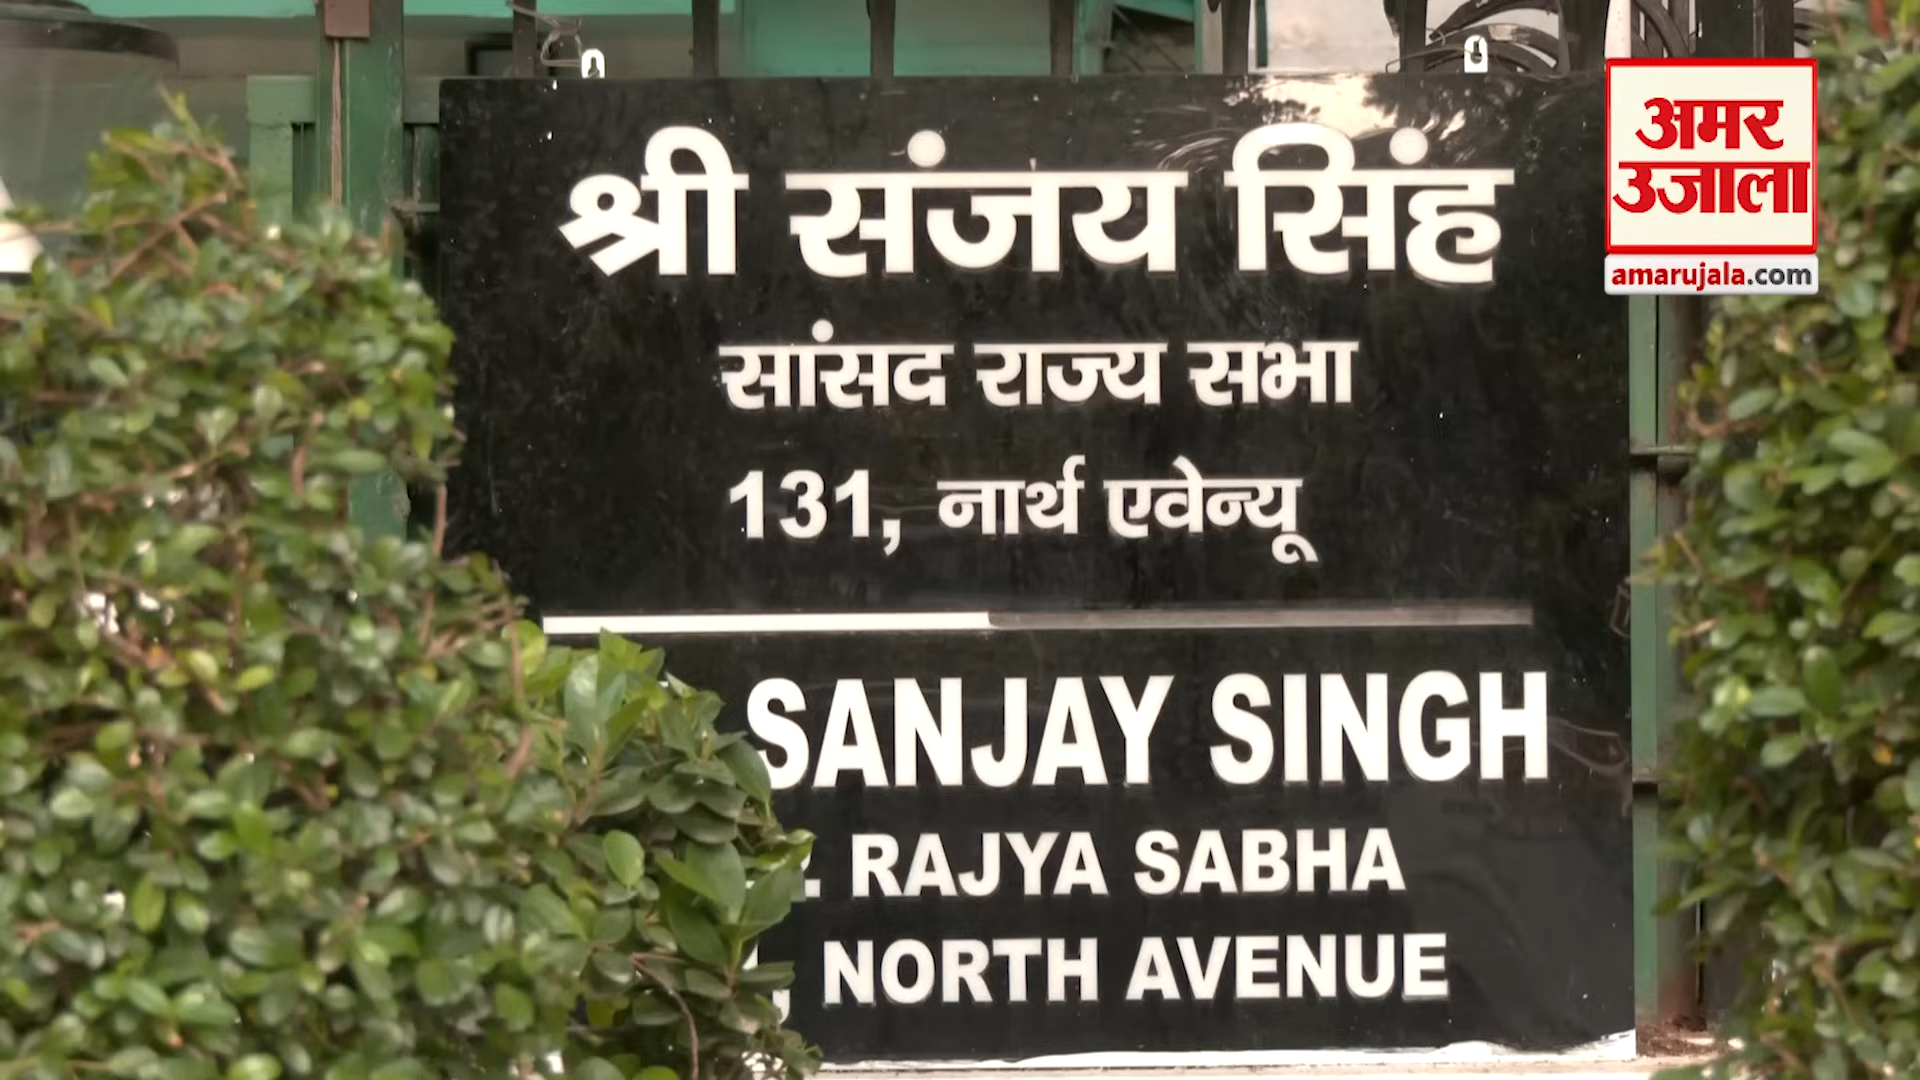 श्री संजय सिंह
सांसद राज्य सभा
131, नार्थ एवेन्यू
SANJAY SINGH
RAJYA SABHA
, NORTH AVENUE
अमर
उजाला
amarujala.com